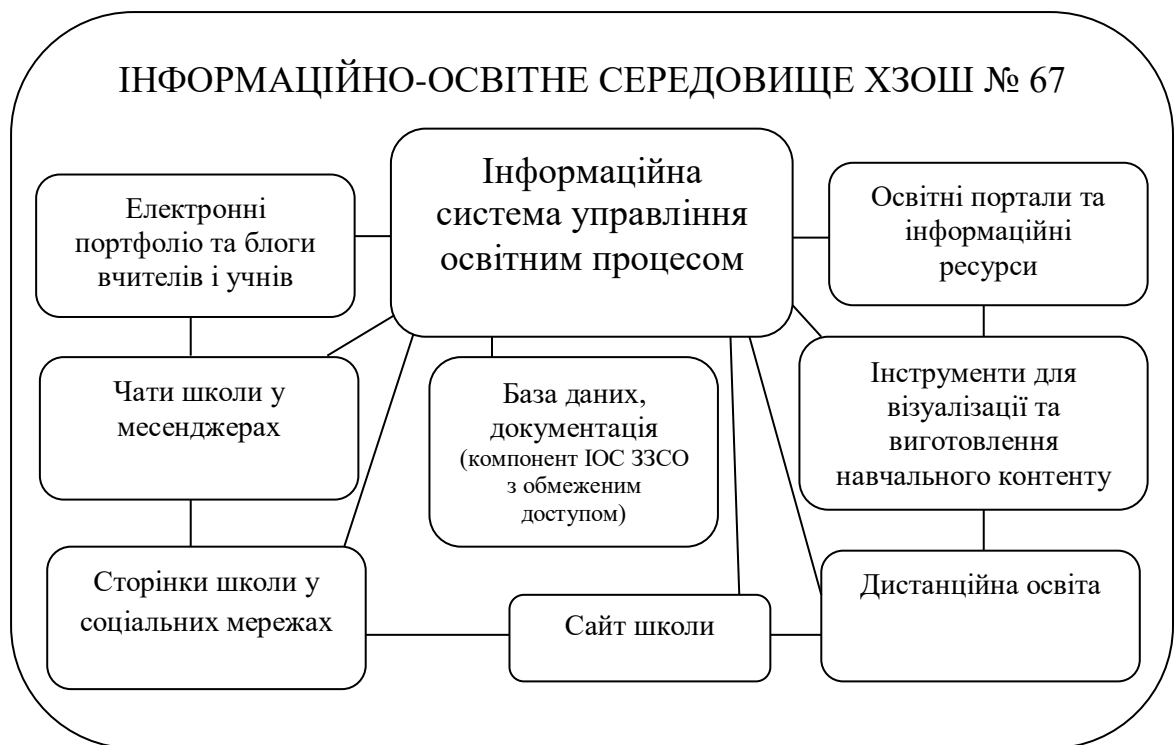 ІНФОРМАЦІЙНО-ОСВІТНЕ СЕРЕДОВИЩЕ ХЗОШ № 67
Інформаційна
система управління
освітним процесом
Електронні
портфоліо та блоги
вчителів і учнів
Освітні портали та
інформаційні
ресурси
Чати школи у
месенджерах
База даних,
документація
(компонент ІОС ЗЗСО
з обмеженим
доступом)
Інструменти для
візуалізації та
виготовлення
навчального контенту
Сторінки школи у
соціальних мережах
Сайт школи
Дистанційна освіта